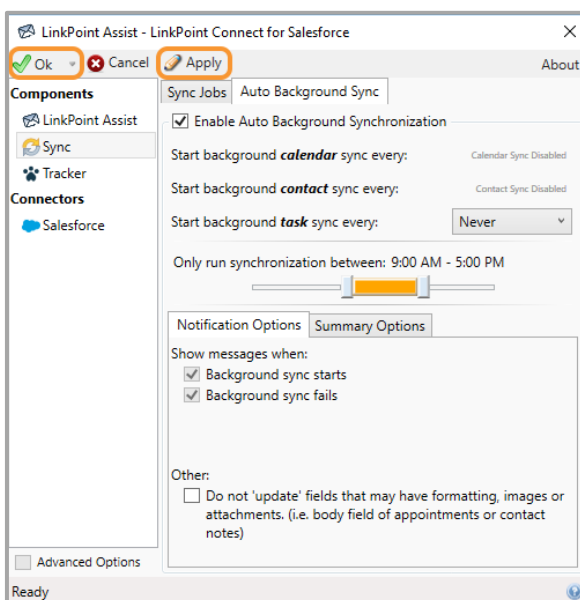 LinkPoint Assist - LinkPoint Connect for Salesforce
Ok Cancel Apply About
Components
LinkPoint Assist
Sync
Tracker
Connectors
Salesforce
Advanced Options
Sync Jobs Auto Background Sync
Enable Auto Background Synchronization
Start background calendar sync every: Calendar Sync Disabled
Start background contact sync every: Contact Sync Disabled
Start background task sync every: Never
Only run synchronization between: 9:00 AM - 5:00 PM
Notification Options Summary Options
Show messages when:
Background sync starts
Background sync fails
Other:
Do not 'update' fields that may have formatting, images or
attachments. (i.e. body field of appointments or contact
notes)
Ready